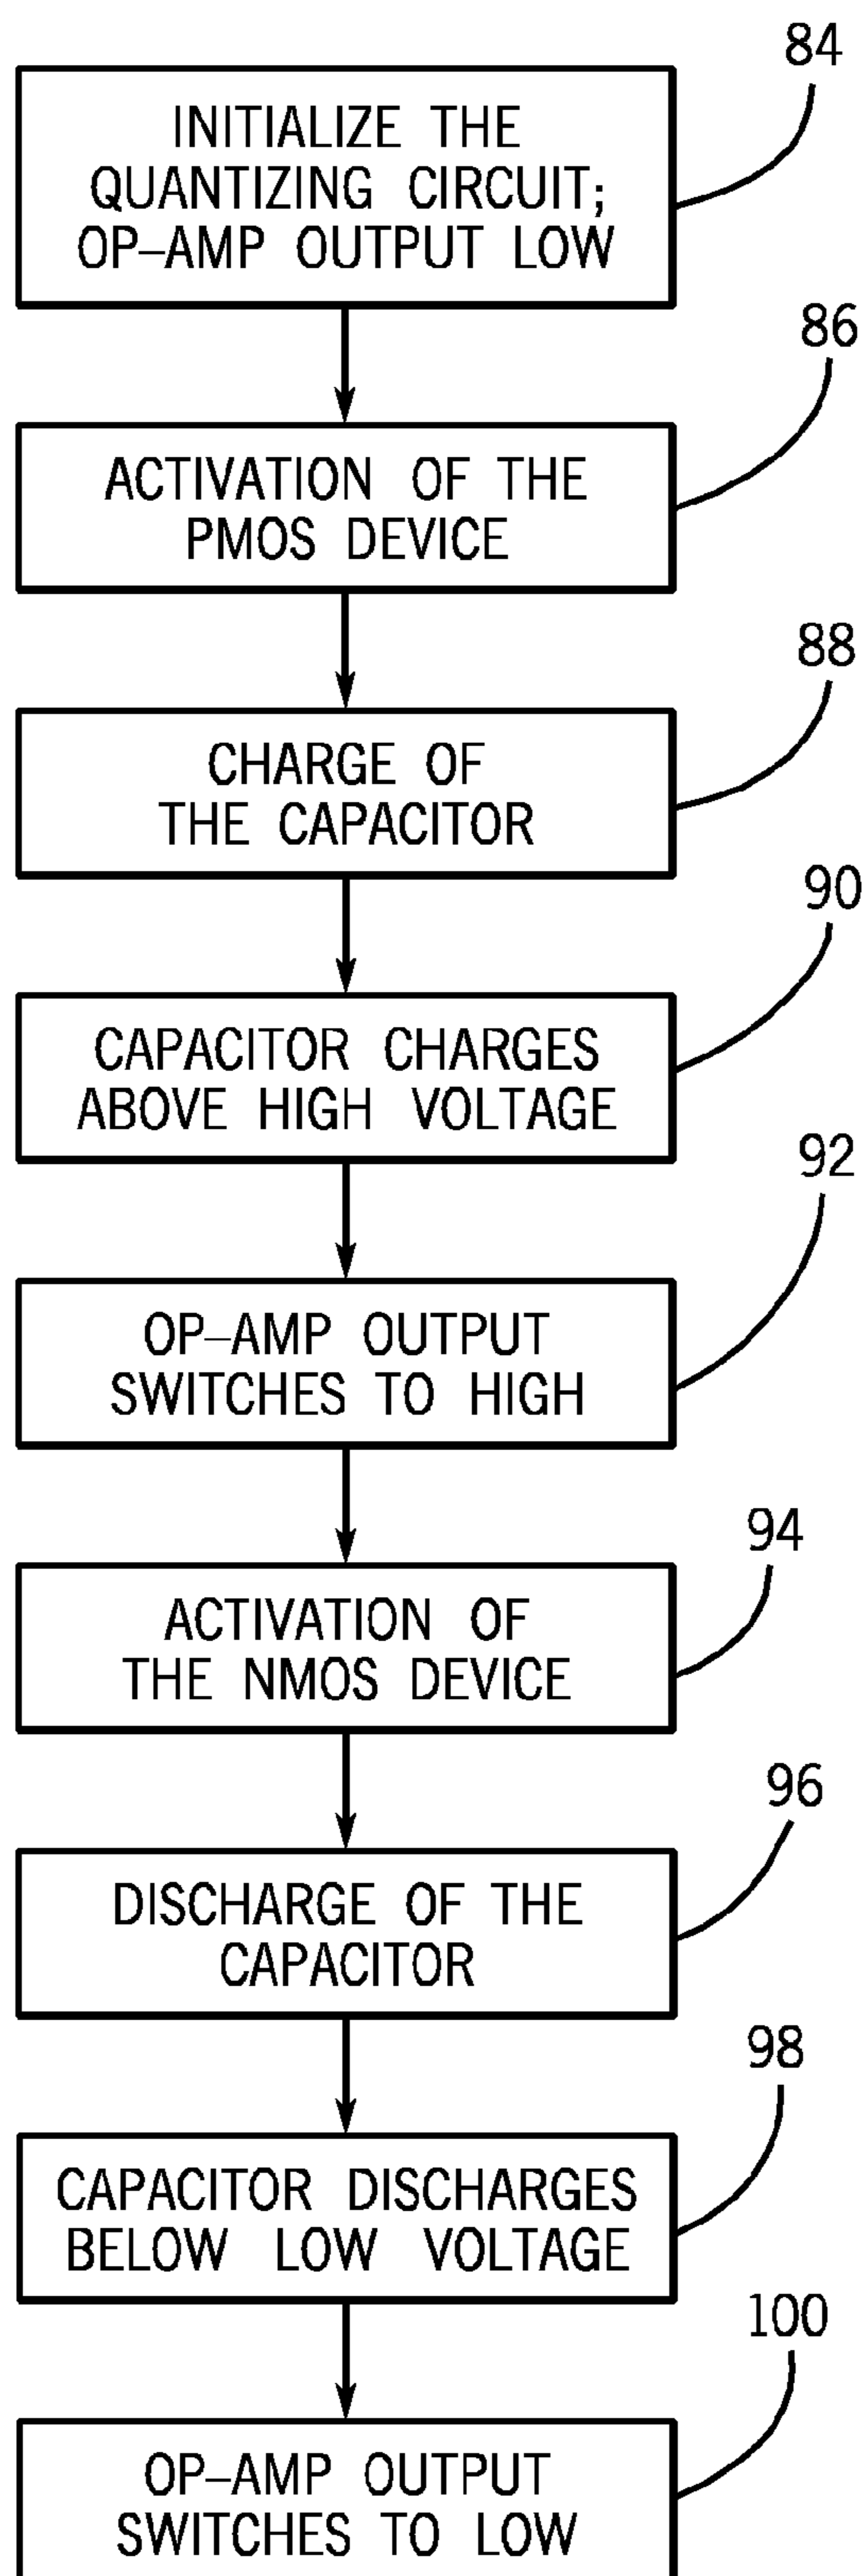 84
INITIALIZE THE
QUANTIZING CIRCUIT;
OP–AMP OUTPUT LOW
86
ACTIVATION OF THE
PMOS DEVICE
88
CHARGE OF
THE CAPACITOR
90
CAPACITOR CHARGES
ABOVE HIGH VOLTAGE
92
OP–AMP OUTPUT
SWITCHES TO HIGH
94
ACTIVATION OF
THE NMOS DEVICE
96
DISCHARGE OF THE
CAPACITOR
98
CAPACITOR DISCHARGES
BELOW LOW VOLTAGE
100
OP–AMP OUTPUT
SWITCHES TO LOW